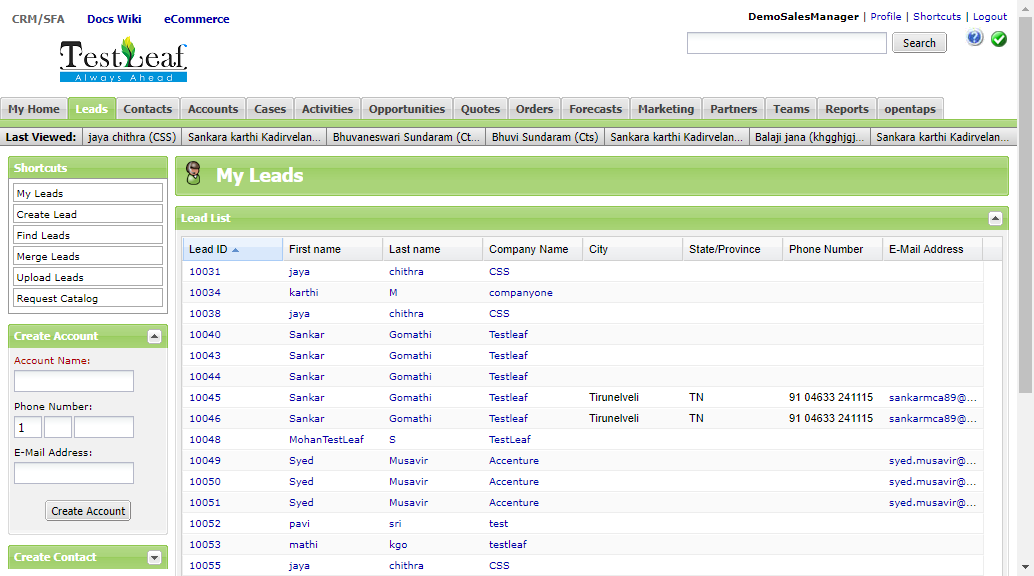 CRM/SFA Docs Wiki eCommerce
DemoSalesManager | Profile | Shortcuts | Logout
Search
TestLeaf
Always Ahead
My Home Leads Contacts Accounts Cases Activities Opportunities Quotes Orders Forecasts Marketing Partners Teams Reports opentaps
Last Viewed: jaya chithra (CSS) Sankara karthi Kadirvelan... Bhuvaneswari Sundaram (Ct... Bhuvi Sundaram (Cts) Sankara karthi Kadirvelan... Balaji jana (khgghjgj... Sankara karthi Kadirvelan...
Shortcuts
My Leads
Create Lead
Find Leads
Merge Leads
Upload Leads
Request Catalog
Create Account
Account Name:
Phone Number:
1
E-Mail Address:
Create Account
Create Contact
My Leads
Lead List
Lead ID First name Last name Company Name City State/Province Phone Number E-Mail Address
10031 jaya chithra CSS
10034 karthi M companyone
10038 jaya chithra CSS
10040 Sankar Gomathi Testleaf
10043 Sankar Gomathi Testleaf
10044 Sankar Gomathi Testleaf
10045 Sankar Gomathi Testleaf Tirunelveli TN 91 04633 241115 sankarmca89@...
10046 Sankar Gomathi Testleaf Tirunelveli TN 91 04633 241115 sankarmca89@...
10048 MohanTestLeaf S TestLeaf
10049 Syed Musavir Accenture syed.musavir@...
10050 Syed Musavir Accenture syed.musavir@...
10051 Syed Musavir Accenture syed.musavir@...
10052 pavi sri test
10053 mathi kgo testleaf
10055 jaya chithra CSS